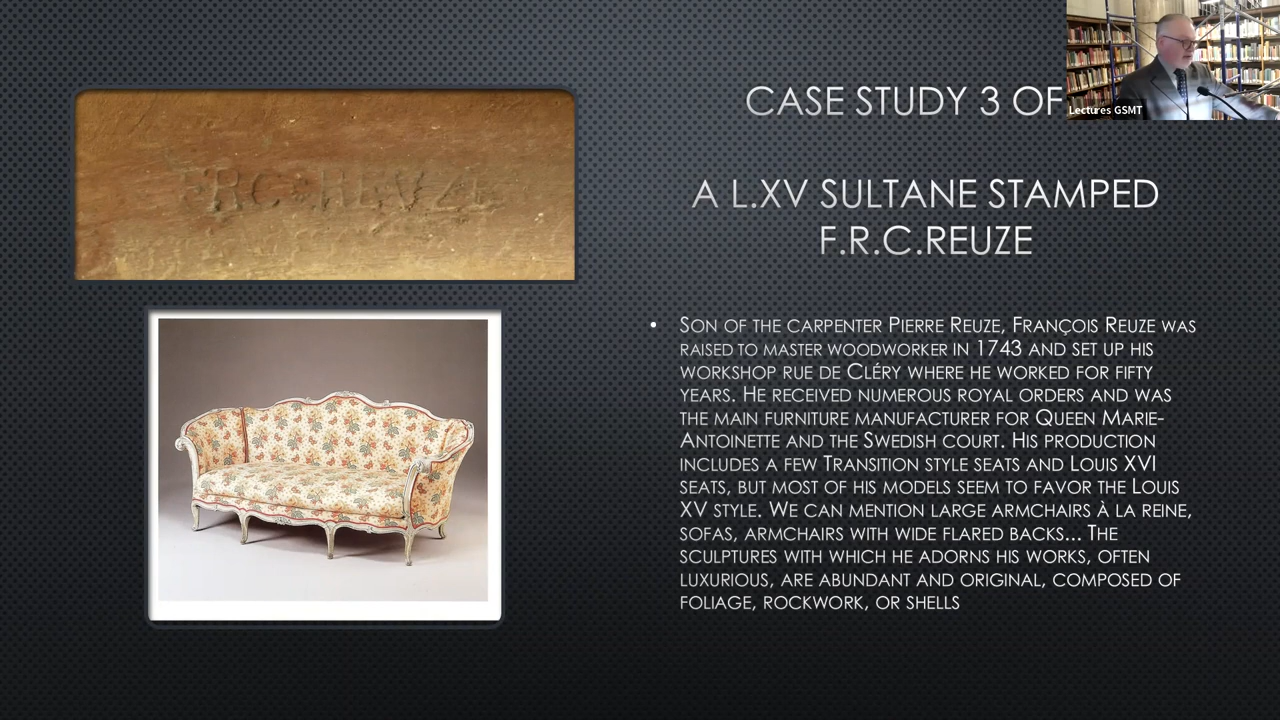 CASE STUDY 3 OF
Lectures GSMT
F.R.C.REUZE
A L.XV SULTANE STAMPED
F.R.C.REUZE
• SON OF THE CARPENTER PIERRE REUZE, FRANÇOIS REUZE WAS
RAISED TO MASTER WOODWORKER IN 1743 AND SET UP HIS
WORKSHOP RUE DE CLÉRY WHERE HE WORKED FOR FIFTY
YEARS. HE RECEIVED NUMEROUS ROYAL ORDERS AND WAS
THE MAIN FURNITURE MANUFACTURER FOR QUEEN MARIE-
ANTOINETTE AND THE SWEDISH COURT. HIS PRODUCTION
INCLUDES A FEW TRANSITION STYLE SEATS AND LOUIS XVI
SEATS, BUT MOST OF HIS MODELS SEEM TO FAVOR THE LOUIS
XV STYLE. WE CAN MENTION LARGE ARMCHAIRS À LA REINE,
SOFAS, ARMCHAIRS WITH WIDE FLARED BACKS... THE
SCULPTURES WITH WHICH HE ADORNS HIS WORKS, OFTEN
LUXURIOUS, ARE ABUNDANT AND ORIGINAL, COMPOSED OF
FOLIAGE, ROCKWORK, OR SHELLS